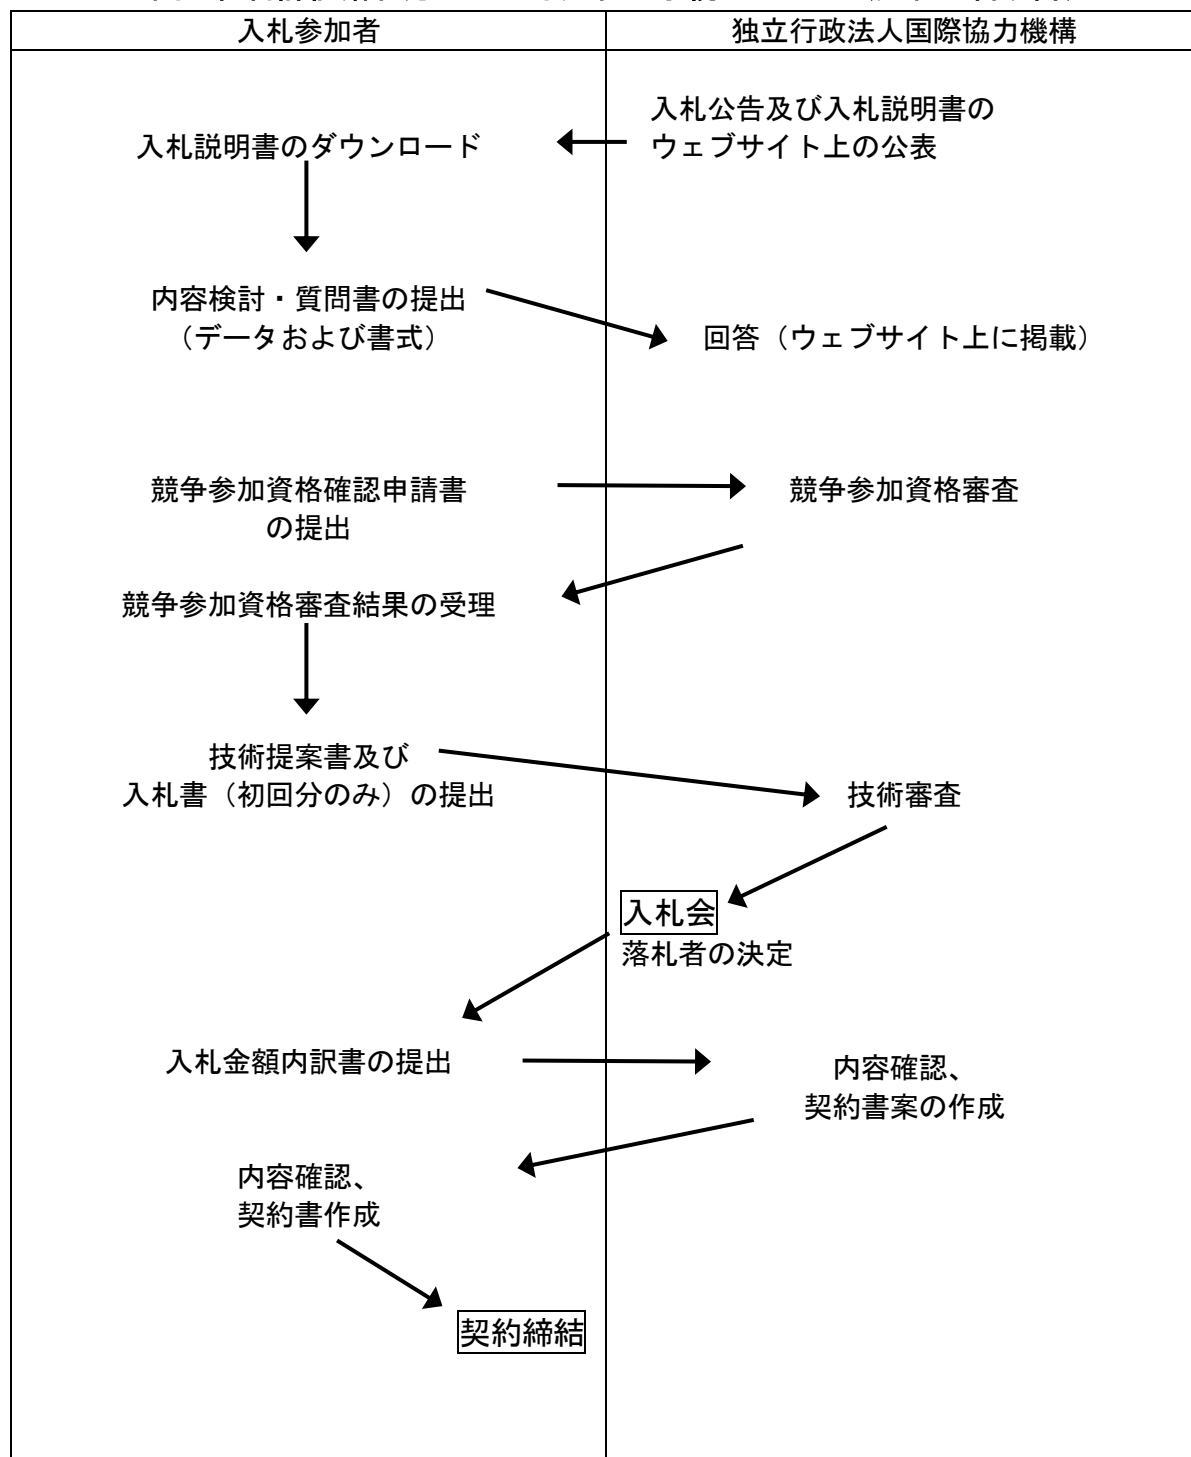 入札参加者
独立行政法人国際協力機構
入札公告及び入札説明書の
ウェブサイト上の公表
入札説明書のダウンロード
内容検討・質問書の提出
（データおよび書式）
回答（ウェブサイト上に掲載）
競争参加資格確認申請書
の提出
競争参加資格審査
競争参加資格審査結果の受理
技術提案書及び
入札書（初回分のみ）の提出
技術審査
入札会
落札者の決定
入札金額内訳書の提出
内容確認、
契約書案の作成
内容確認、
契約書作成
契約締結